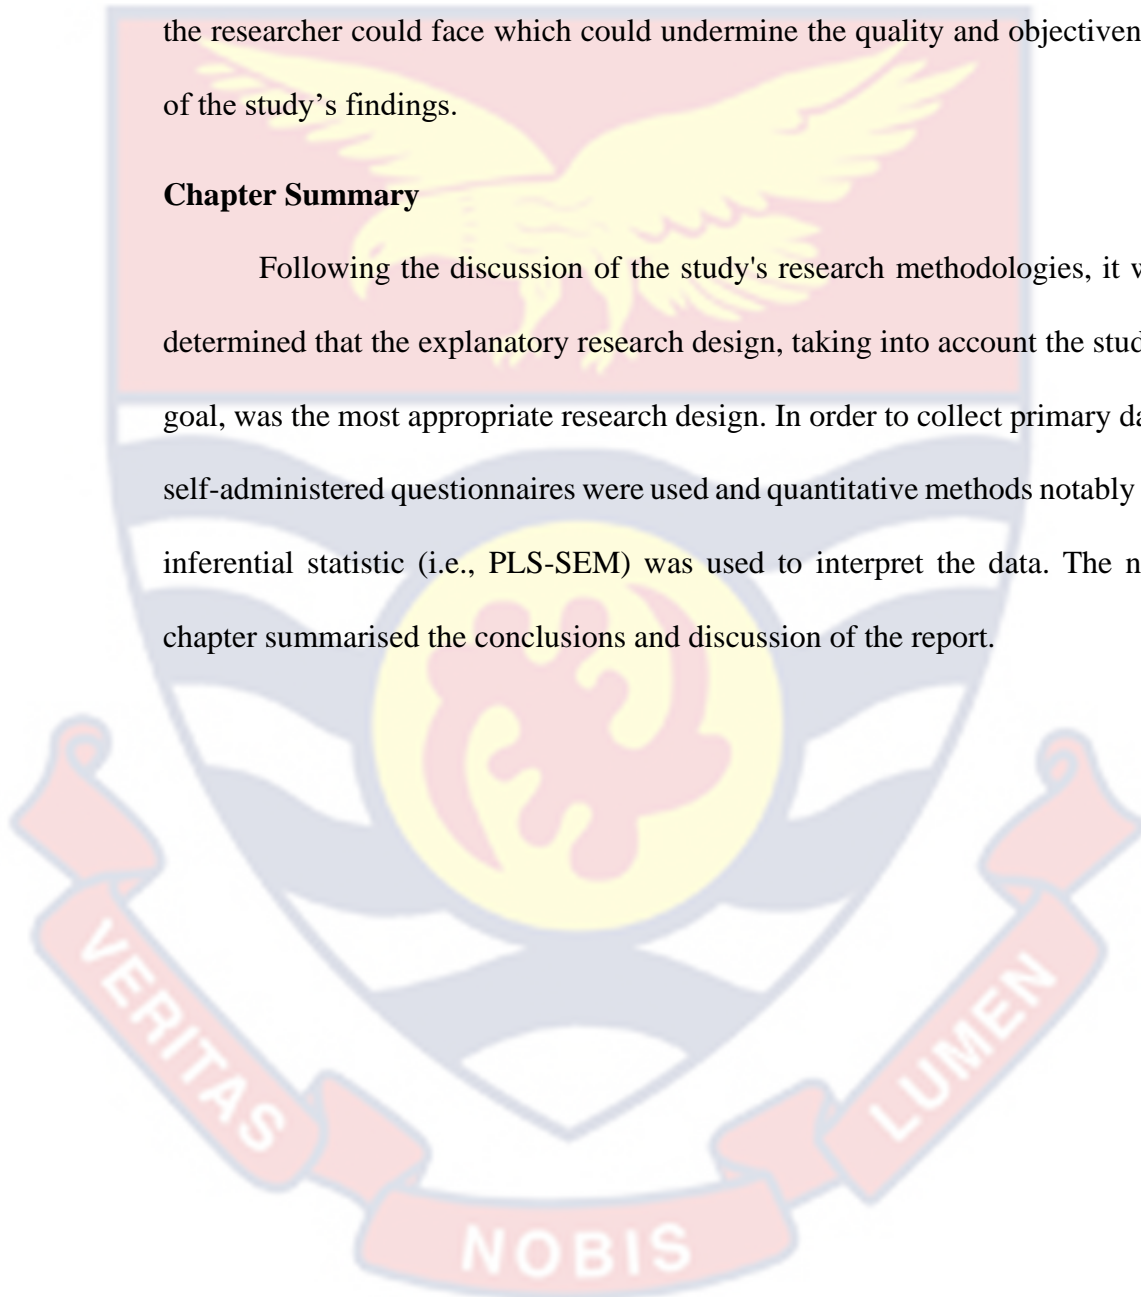 the researcher could face which could undermine the quality and objectiven
of the study’s findings.
Chapter Summary
Following the discussion of the study's research methodologies, it w
determined that the explanatory research design, taking into account the stud
goal, was the most appropriate research design. In order to collect primary da
self-administered questionnaires were used and quantitative methods notably
inferential statistic (i.e., PLS-SEM) was used to interpret the data. The n
chapter summarised the conclusions and discussion of the report.
VERITAS
NOBIS
LUMEN